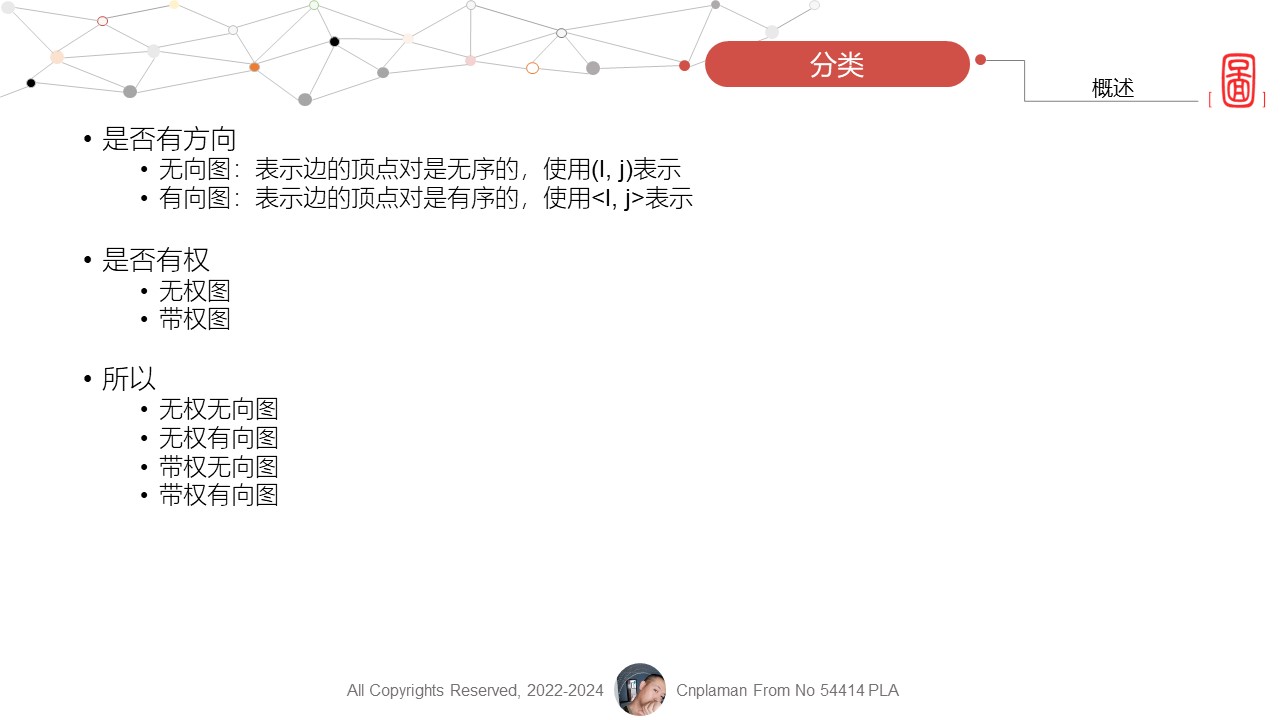 分类
概述
[圖]
• 是否有方向
• 无向图：表示边的顶点对是无序的，使用(I, j)表示
• 有向图：表示边的顶点对是有序的，使用<I, j>表示
• 是否有权
• 无权图
• 带权图
• 所以
• 无权无向图
• 无权有向图
• 带权无向图
• 带权有向图
All Copyrights Reserved, 2022-2024 Cnplaman From No 54414 PLA